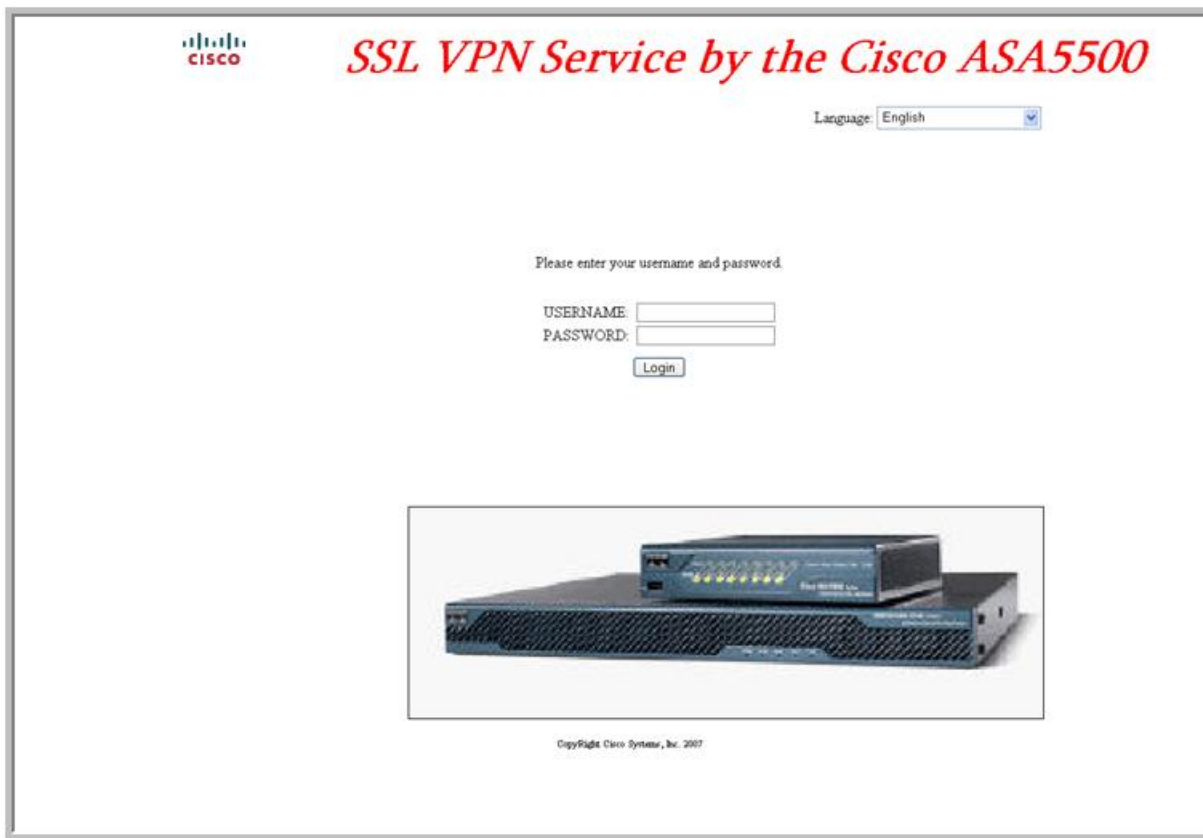 CISCO
SSL VPN Service by the Cisco ASA5500
Language: English
Please enter your username and password.
USERNAME:
PASSWORD:
Login
CopyRight Cisco Systems, Inc. 2007